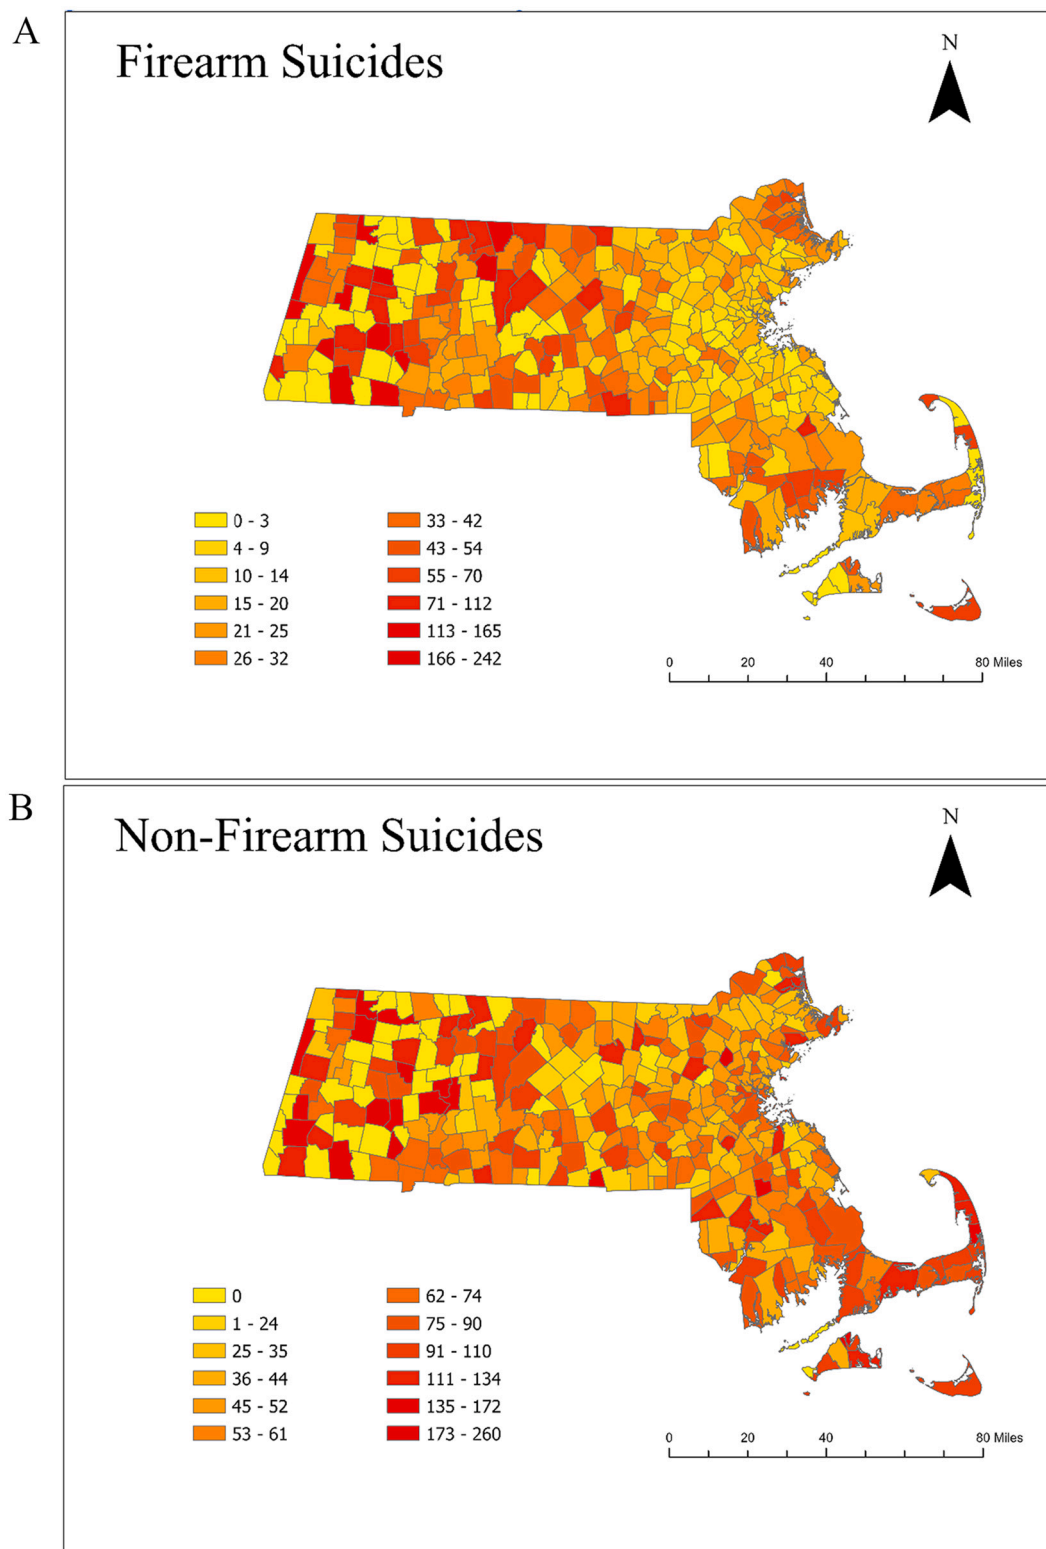 A
Firearm Suicides
N
0 - 3
4 - 9
10 - 14
15 - 20
21 - 25
26 - 32
33 - 42
43 - 54
55 - 70
71 - 112
113 - 165
166 - 242
0 20 40 80 Miles
B
Non-Firearm Suicides
N
0
1 - 24
25 - 35
36 - 44
45 - 52
53 - 61
62 - 74
75 - 90
91 - 110
111 - 134
135 - 172
173 - 260
0 20 40 80 Miles